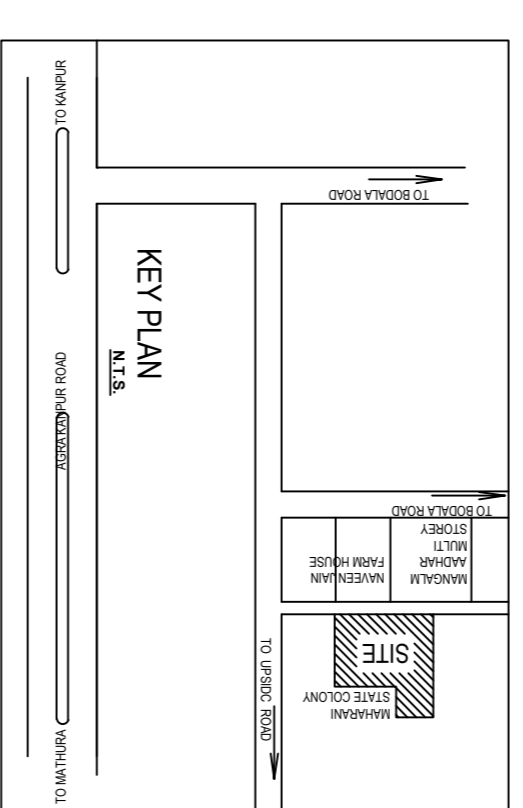 TO KANPUR
TO BODALA ROAD
KEY PLAN
N.T.S.
AGRA KANPUR ROAD
TO BODALA ROAD
NAVEEN JAIN
FARM HOUSE
MANGALM
AADHAR
MULTI
STOREY
SITE
MAHARANI
STATE COLONY
TO UPSIDC ROAD
TO MATHURA